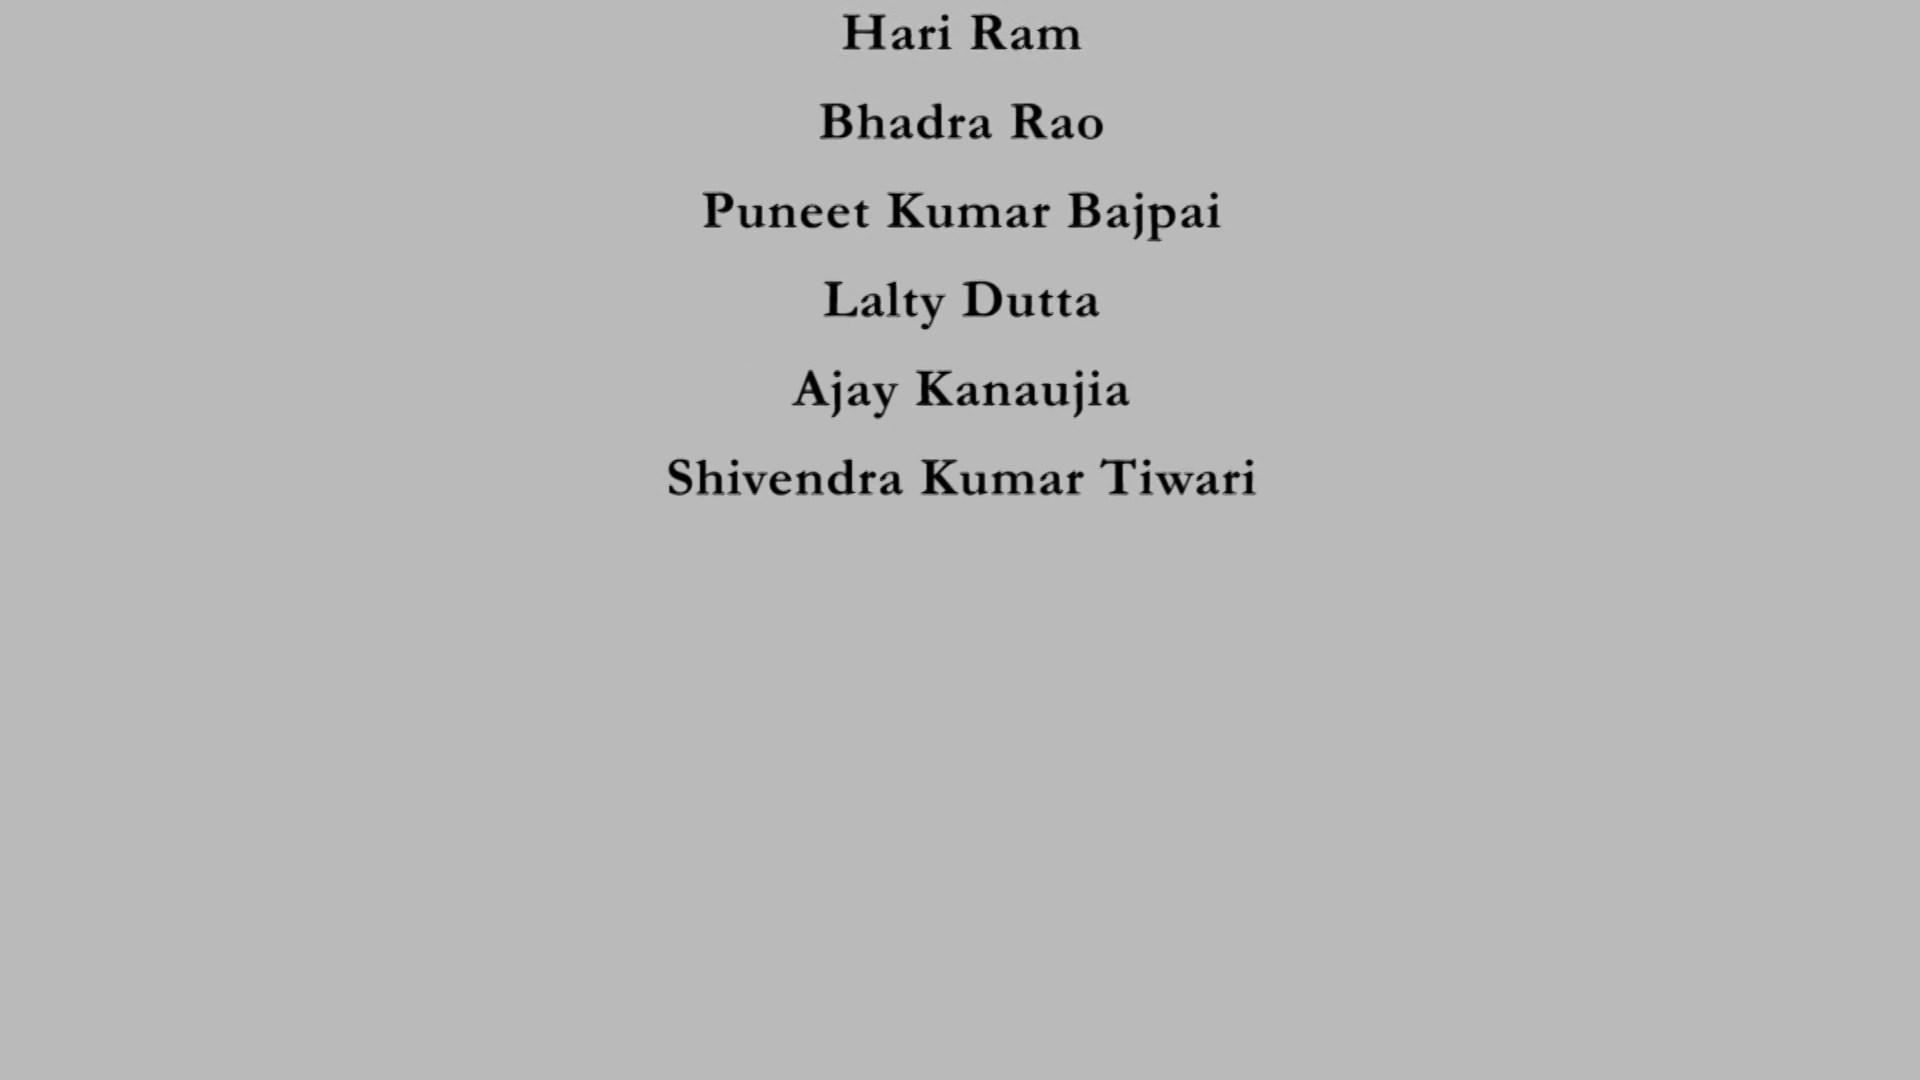 Hari Ram
Bhadra Rao
Puneet Kumar Bajpai
Lalty Dutta
Ajay Kanaujia
Shivendra Kumar Tiwari